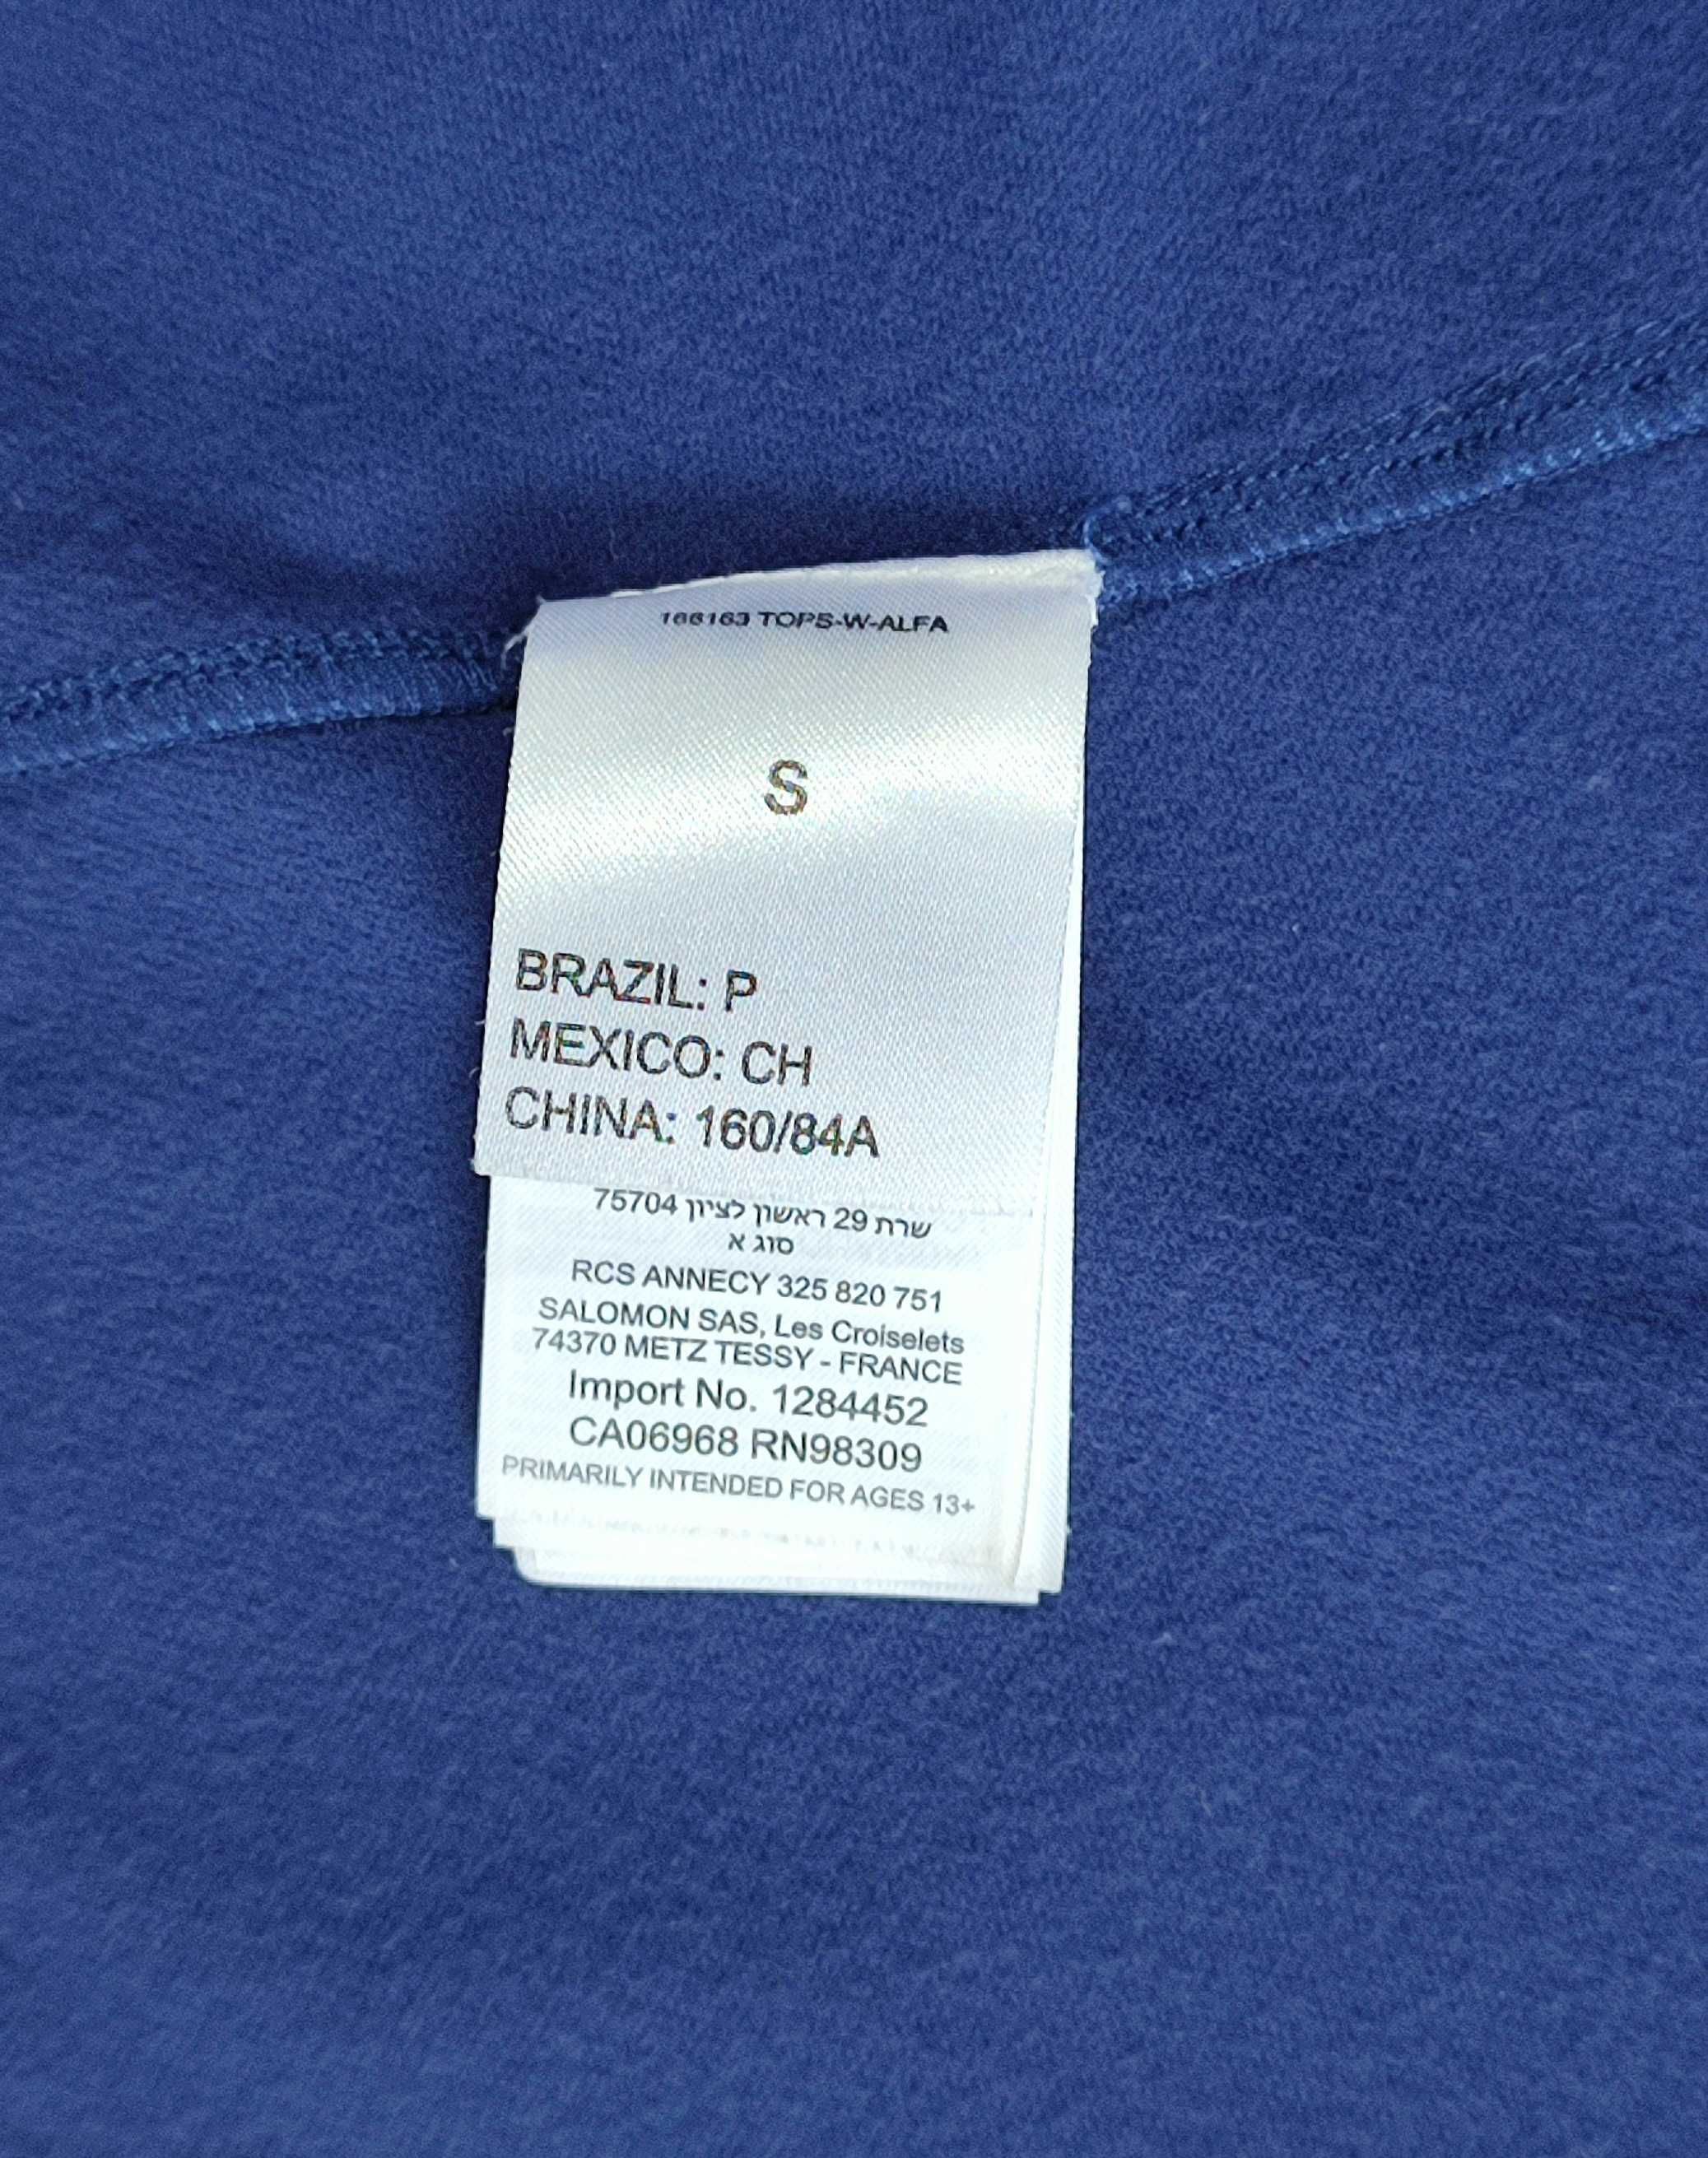 166163 TOPS-W-ALFA
S
BRAZIL: P
MEXICO: CH
CHINA: 160/84A
שרת 29 ראשון לציון 75704
סוג א
RCS ANNECY 325 820 751
SALOMON SAS, Les Croiselets
74370 METZ TESSY - FRANCE
Import No. 1284452
CA06968 RN98309
PRIMARILY INTENDED FOR AGES 13+